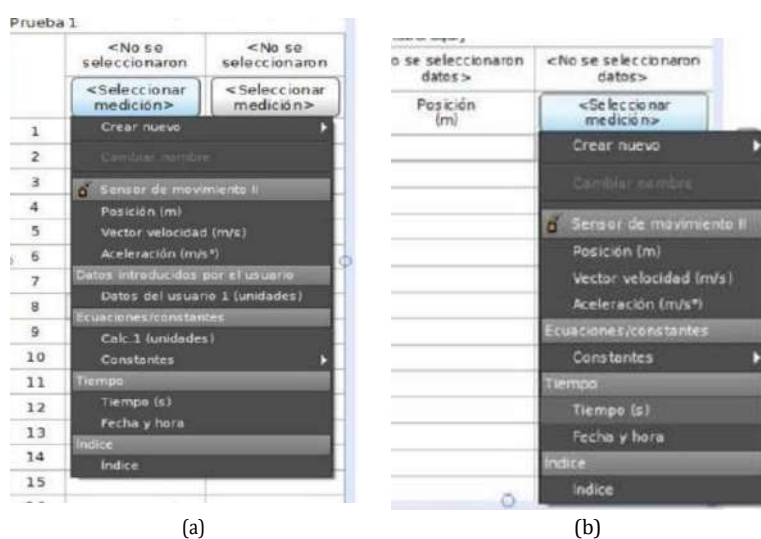 Prueba 1
<No se
seleccionaron
<No se
seleccionaron
<Seleccionar
medición>
<Seleccionar
medición>
1
2
3
4
5
6
7
8
9
10
11
12
13
14
15
Crear nuevo
Cambiar nombre
Sensor de movimiento II
Posición (m)
Vector velocidad (m/s)
Aceleración (m/s²)
Datos introducidos por el usuario
Datos del usuario 1 (unidades)
Ecuaciones/constantes
Calc.1 (unidades)
Constantes
Tiempo
Tiempo (s)
Fecha y hora
Índice
Índice
(a)
o se seleccionaron
datos>
<No se seleccionaron
datos>
Posición
(m)
<Seleccionar
medición>
Crear nuevo
Cambiar nombre
Sensor de movimiento II
Posición (m)
Vector velocidad (m/s)
Aceleración (m/s²)
Ecuaciones/constantes
Constantes
Tiempo
Tiempo (s)
Fecha y hora
Índice
Índice
(b)